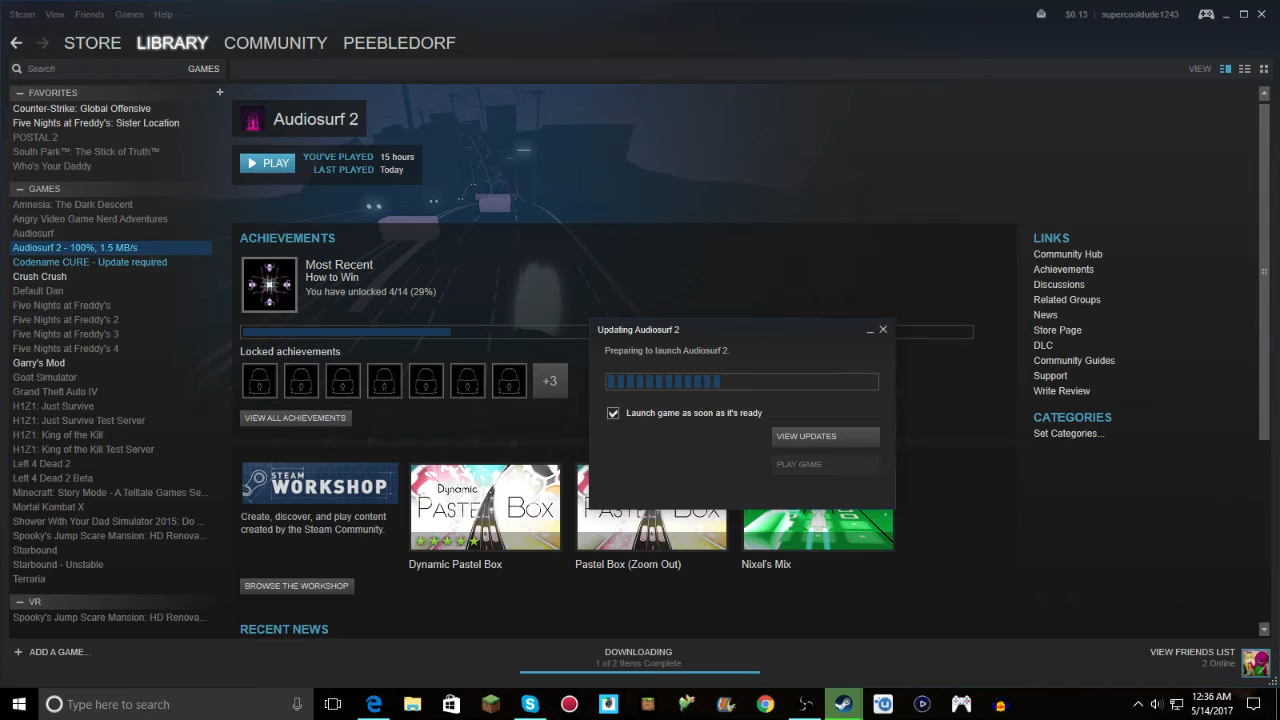 Steam View Friends Games Help
$0.13 supercooldude1243
STORE LIBRARY COMMUNITY PEEBLEDORF
Search GAMES
VIEW
FAVORITES
Counter-Strike: Global Offensive
Five Nights at Freddy's: Sister Location
POSTAL 2
South Park™: The Stick of Truth™
Who's Your Daddy
GAMES
Amnesia: The Dark Descent
Angry Video Game Nerd Adventures
Audiosurf
Audiosurf 2 - 100%, 1.5 MB/s
Codename CURE - Update required
Crush Crush
Default Dan
Five Nights at Freddy's
Five Nights at Freddy's 2
Five Nights at Freddy's 3
Five Nights at Freddy's 4
Garry's Mod
Goat Simulator
Grand Theft Auto IV
H1Z1: Just Survive
H1Z1: Just Survive Test Server
H1Z1: King of the Kill
H1Z1: King of the Kill Test Server
Left 4 Dead 2
Left 4 Dead 2 Beta
Minecraft: Story Mode - A Telltale Games Se...
Mortal Kombat X
Shower With Your Dad Simulator 2015: Do ...
Spooky's Jump Scare Mansion: HD Renova...
Starbound
Starbound - Unstable
Terraria
VR
Spooky's Jump Scare Mansion: HD Renova...
Audiosurf 2
PLAY
YOU'VE PLAYED 15 hours
LAST PLAYED Today
ACHIEVEMENTS
Most Recent
How to Win
You have unlocked 4/14 (29%)
Locked achievements
+3
VIEW ALL ACHIEVEMENTS
Updating Audiosurf 2
Preparing to launch Audiosurf 2.
Launch game as soon as it's ready
VIEW UPDATES
PLAY GAME
LINKS
Community Hub
Achievements
Discussions
Related Groups
News
Store Page
DLC
Community Guides
Support
Write Review
CATEGORIES
Set Categories...
STEAM
WORKSHOP
Create, discover, and play content
created by the Steam Community.
BROWSE THE WORKSHOP
Dynamic
PASTEL BOX
Dynamic Pastel Box
PASTEL BOX
Pastel Box (Zoom Out)
Nixel's Mix
RECENT NEWS
ADD A GAME...
DOWNLOADING
1 of 2 Items Complete
VIEW FRIENDS LIST
2 Online
Type here to search
12:36 AM
5/14/2017